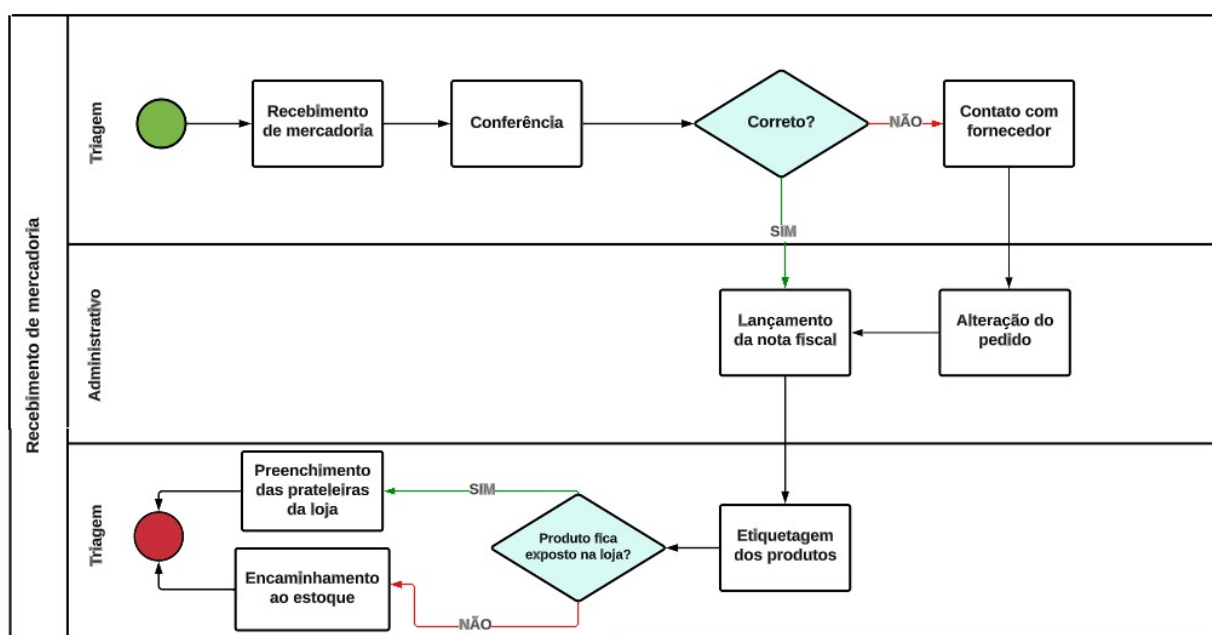 Recebimento de mercadoria
Triagem
Recebimento
de mercadoria
Conferência
Correto?
NÃO
Contato com
fornecedor
SIM
Administrativo
Lançamento
da nota fiscal
Alteração do
pedido
Triagem
Preenchimento
das prateleiras
da loja
SIM
Produto fica
exposto na loja?
Etiquetagem
dos produtos
Encaminhamento
ao estoque
NÃO